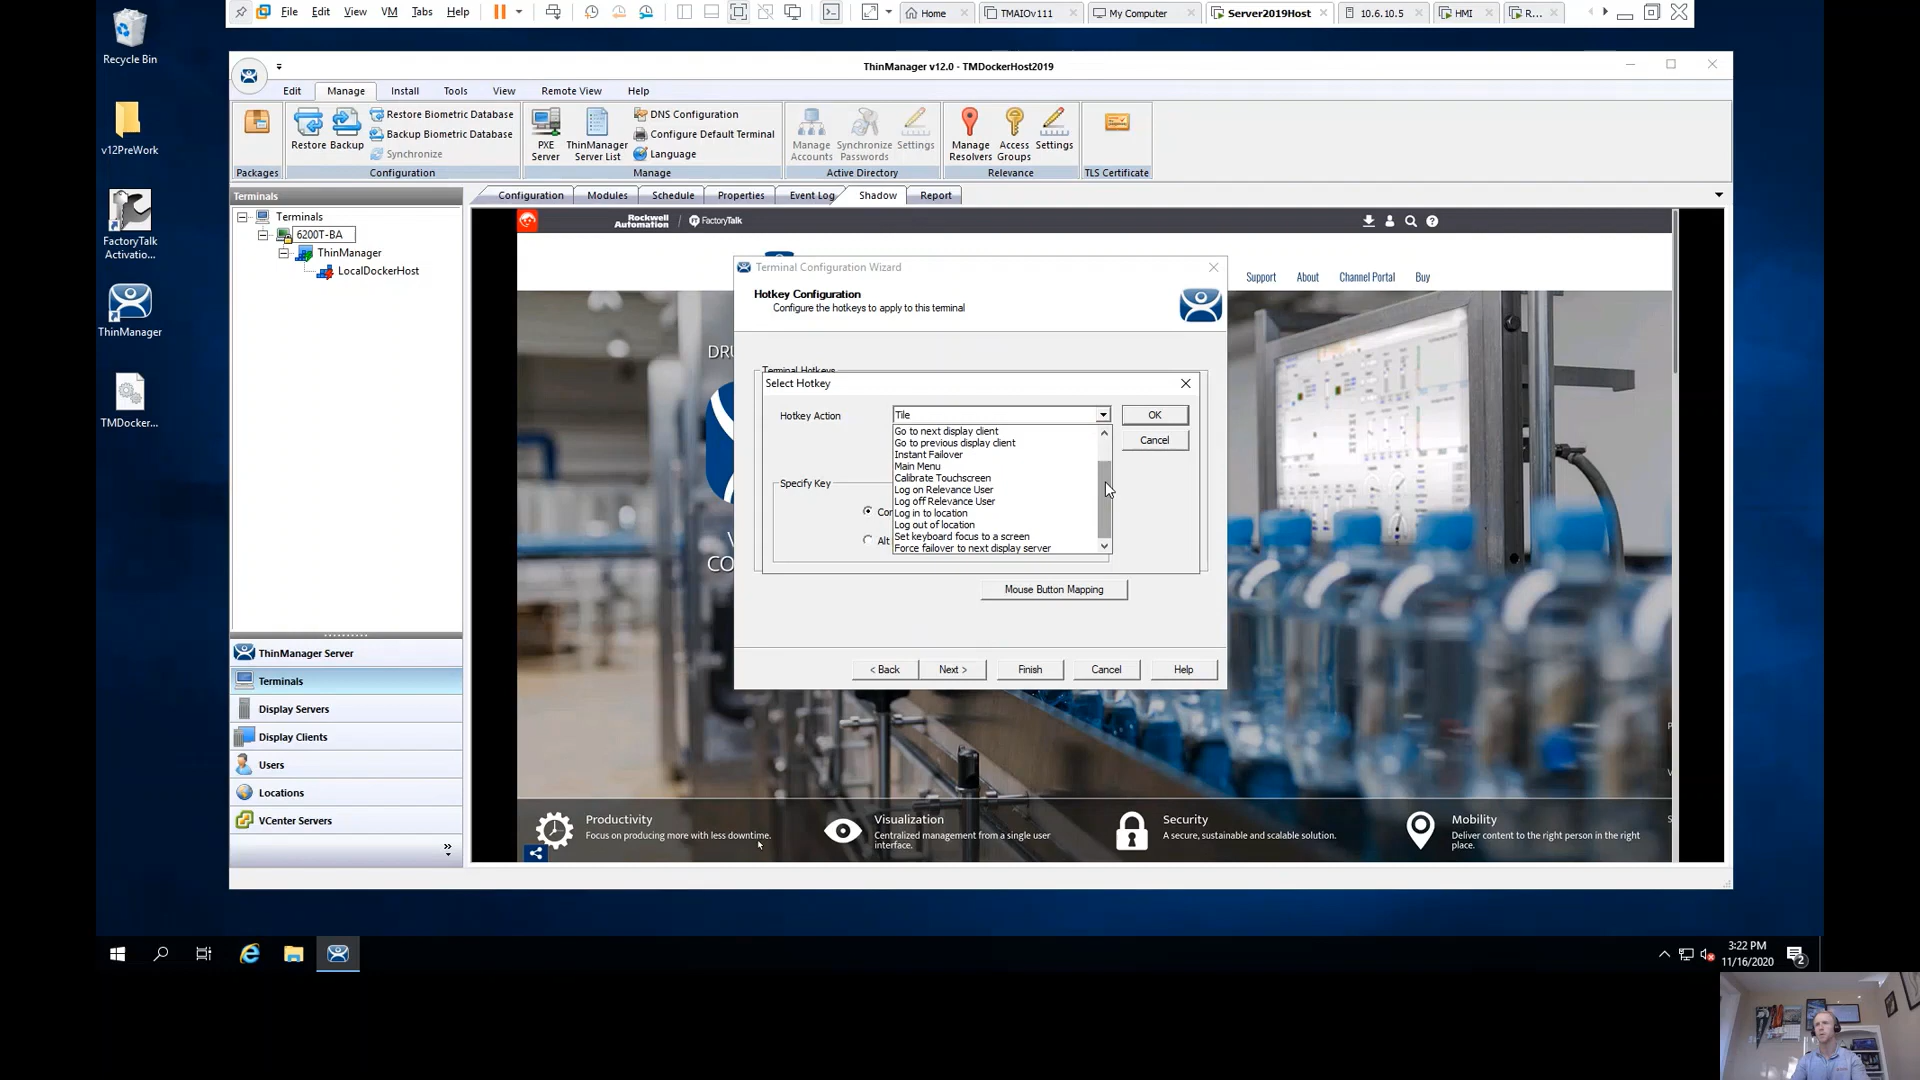 File Edit View VM Tabs Help
Home
TMAIOv111
My Computer
Server2019Host
10.6.10.5
HMI
R...
Recycle Bin
v12PreWork
FactoryTalk
Activatio...
ThinManager
TMDocker...
ThinManager v12.0 - TMDockerHost2019
Edit Manage Install Tools View Remote View Help
Packages
Restore Backup
Restore Biometric Database
Backup Biometric Database
Synchronize
Configuration
PXE
Server
ThinManager
Server List
DNS Configuration
Configure Default Terminal
Language
Manage
Manage
Accounts
Synchronize
Passwords
Settings
Active Directory
Manage
Resolvers
Access
Groups
Settings
Relevance
TLS Certificate
Terminals
Terminals
6200T-BA
ThinManager
LocalDockerHost
ThinManager Server
Terminals
Display Servers
Display Clients
Users
Locations
VCenter Servers
Configuration Modules Schedule Properties Event Log Shadow Report
Rockwell
Automation
FactoryTalk
Support About Channel Portal Buy
Terminal Configuration Wizard
Hotkey Configuration
Configure the hotkeys to apply to this terminal
Terminal Hotkeys
Select Hotkey
Hotkey Action
Tile
OK
Cancel
Go to next display client
Go to previous display client
Instant Failover
Main Menu
Calibrate Touchscreen
Log on Relevance User
Log off Relevance User
Log in to location
Log out of location
Set keyboard focus to a screen
Force failover to next display server
Specify Key
Con
Alt
Mouse Button Mapping
< Back
Next >
Finish
Cancel
Help
DRU
CO
Productivity
Focus on producing more with less downtime.
Visualization
Centralized management from a single user
interface.
Security
A secure, sustainable and scalable solution.
Mobility
Deliver content to the right person in the right
place.
3:22 PM
11/16/2020
2